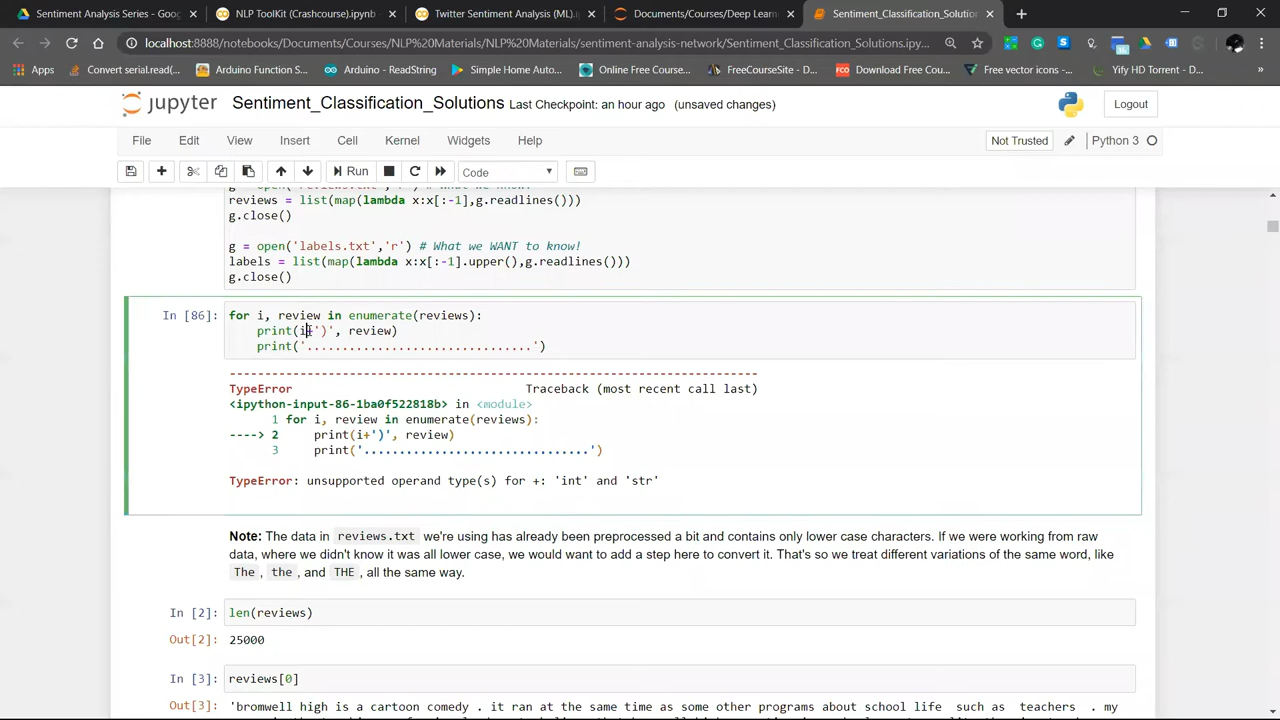 Sentiment Analysis Series - Goog
NLP ToolKit (Crashcourse).ipynb
Twitter Sentiment Analysis (ML).i
Documents/Courses/Deep Learn
Sentiment_Classification_Solution
localhost:8888/notebooks/Documents/Courses/NLP%20Materials/NLP%20Materials/sentiment-analysis-network/Sentiment_Classification_Solutions.ipy...
Apps
Convert serial.read(...
Arduino Function S...
Arduino - ReadString
Simple Home Auto...
Online Free Course...
FreeCourseSite - D...
Download Free Cou...
Free vector icons -...
Yify HD Torrent - D...
jupyter Sentiment_Classification_Solutions Last Checkpoint: an hour ago (unsaved changes)
Logout
File Edit View Insert Cell Kernel Widgets Help
Not Trusted
Python 3
Run
Code
reviews = list(map(lambda x:x[:-1],g.readlines()))
g.close()
g = open('labels.txt','r') # What we WANT to know!
labels = list(map(lambda x:x[:-1].upper(),g.readlines()))
g.close()
In [86]: for i, review in enumerate(reviews):
print(i+')', review)
print('................................')
---------------------------------------------------------------------------
TypeError Traceback (most recent call last)
<ipython-input-86-1ba0f522818b> in <module>
1 for i, review in enumerate(reviews):
----> 2 print(i+')', review)
3 print('................................')
TypeError: unsupported operand type(s) for +: 'int' and 'str'
Note: The data in reviews.txt we're using has already been preprocessed a bit and contains only lower case characters. If we were working from raw
data, where we didn't know it was all lower case, we would want to add a step here to convert it. That's so we treat different variations of the same word, like
The, the, and THE, all the same way.
In [2]: len(reviews)
Out[2]: 25000
In [3]: reviews[0]
Out[3]: 'bromwell high is a cartoon comedy . it ran at the same time as some other programs about school life such as teachers . my